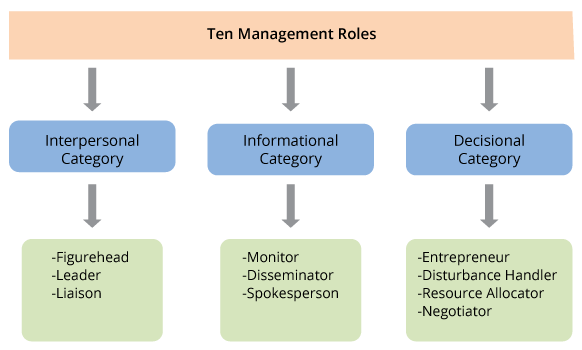 Ten Management Roles
Interpersonal
Category
Informational
Category
Decisional
Category
-Figurehead
-Leader
-Liaison
-Monitor
-Disseminator
-Spokesperson
-Entrepreneur
-Disturbance Handler
-Resource Allocator
-Negotiator